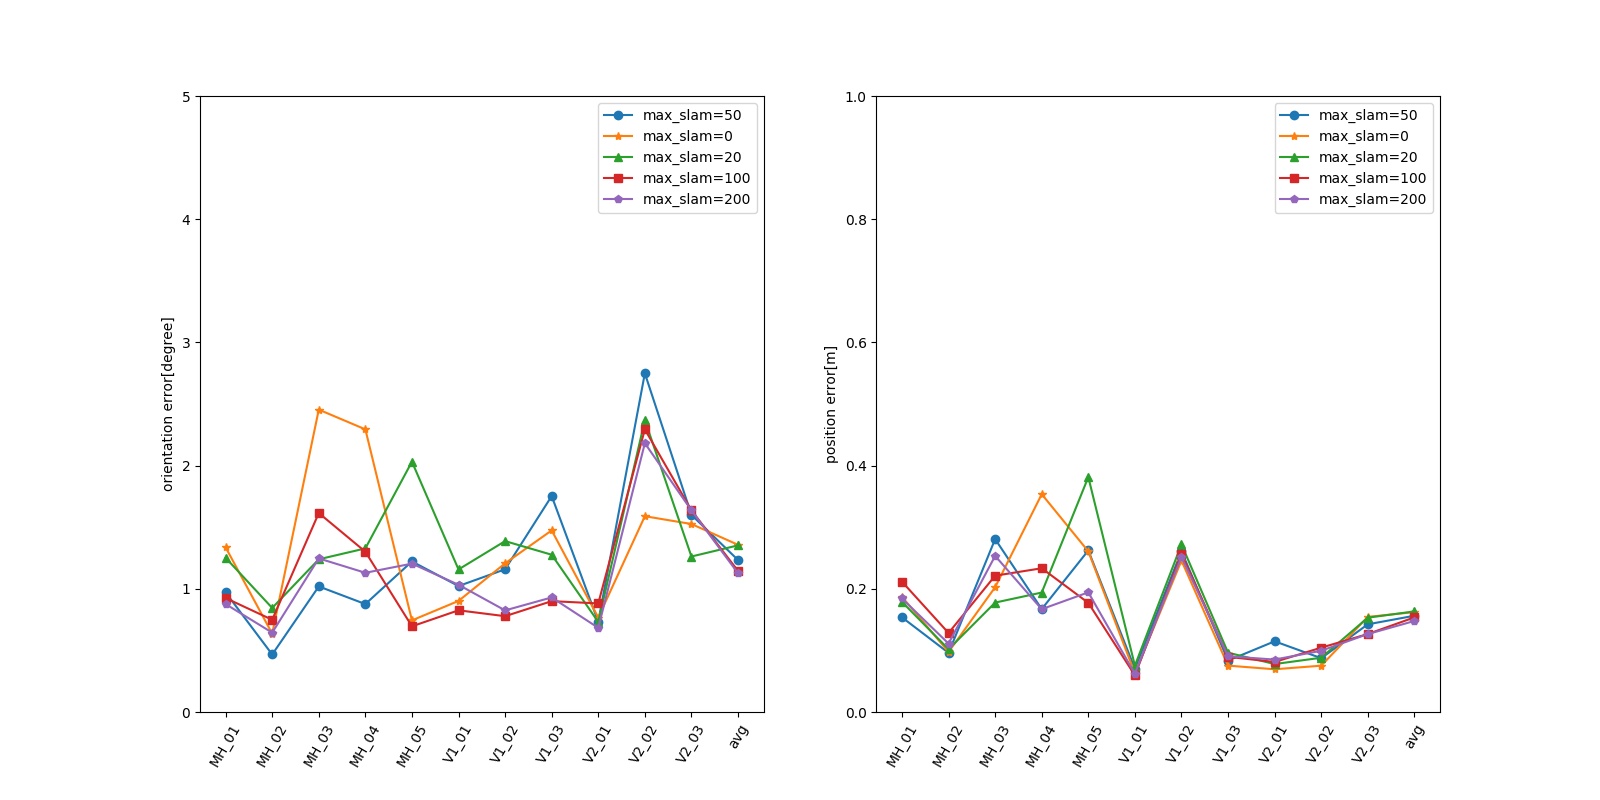 5
4
3
2
1
0
orientation error[degree]
max_slam=50
max_slam=0
max_slam=20
max_slam=100
max_slam=200
MH_01
MH_02
MH_03
MH_04
MH_05
V1_01
V1_02
V1_03
V2_01
V2_02
V2_03
avg
1.0
0.8
0.6
0.4
0.2
0.0
position error[m]
max_slam=50
max_slam=0
max_slam=20
max_slam=100
max_slam=200
MH_01
MH_02
MH_03
MH_04
MH_05
V1_01
V1_02
V1_03
V2_01
V2_02
V2_03
avg